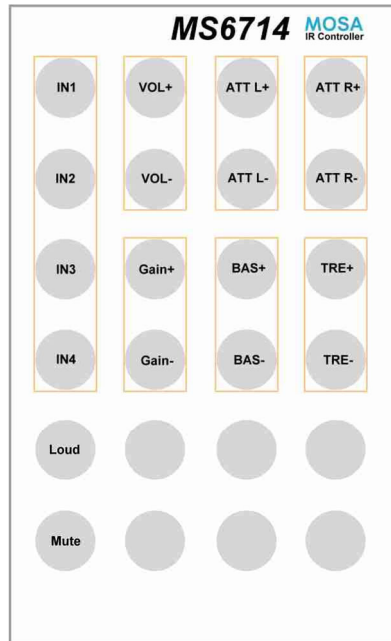 MS6714 MOSA
IR Controller
IN1 VOL+ ATT L+ ATT R+
IN2 VOL- ATT L- ATT R-
IN3 Gain+ BAS+ TRE+
IN4 Gain- BAS- TRE-
Loud
Mute